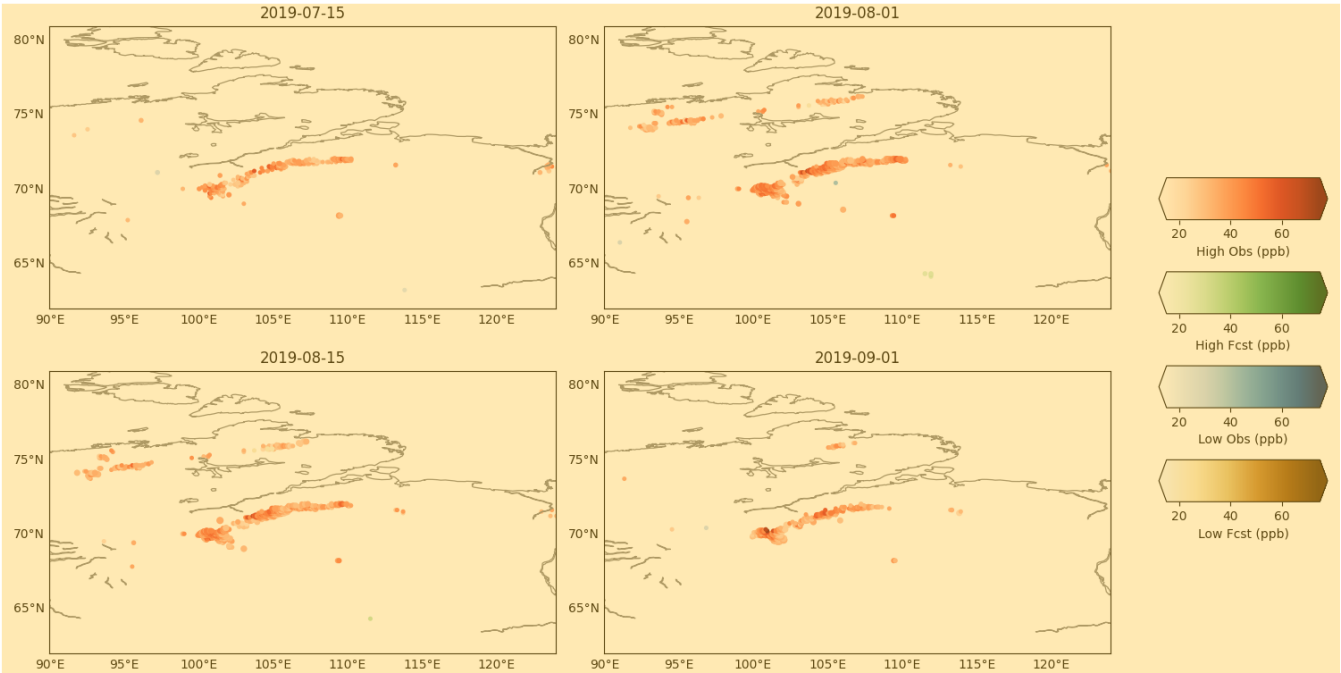 2019-07-15
80°N
75°N
70°N
65°N
90°E 95°E 100°E 105°E 110°E 115°E 120°E
2019-08-01
80°N
75°N
70°N
65°N
90°E 95°E 100°E 105°E 110°E 115°E 120°E
2019-08-15
80°N
75°N
70°N
65°N
90°E 95°E 100°E 105°E 110°E 115°E 120°E
2019-09-01
80°N
75°N
70°N
65°N
90°E 95°E 100°E 105°E 110°E 115°E 120°E
20 40 60
High Obs (ppb)
20 40 60
High Fcst (ppb)
20 40 60
Low Obs (ppb)
20 40 60
Low Fcst (ppb)